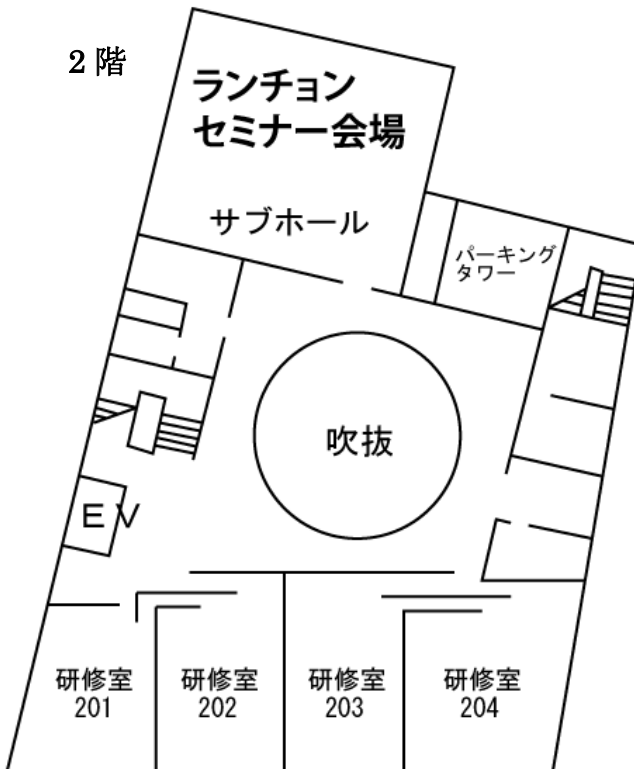 2階
ランチョン
セミナー会場
サブホール
パーキング
タワー
吹抜
EV
研修室
201
研修室
202
研修室
203
研修室
204